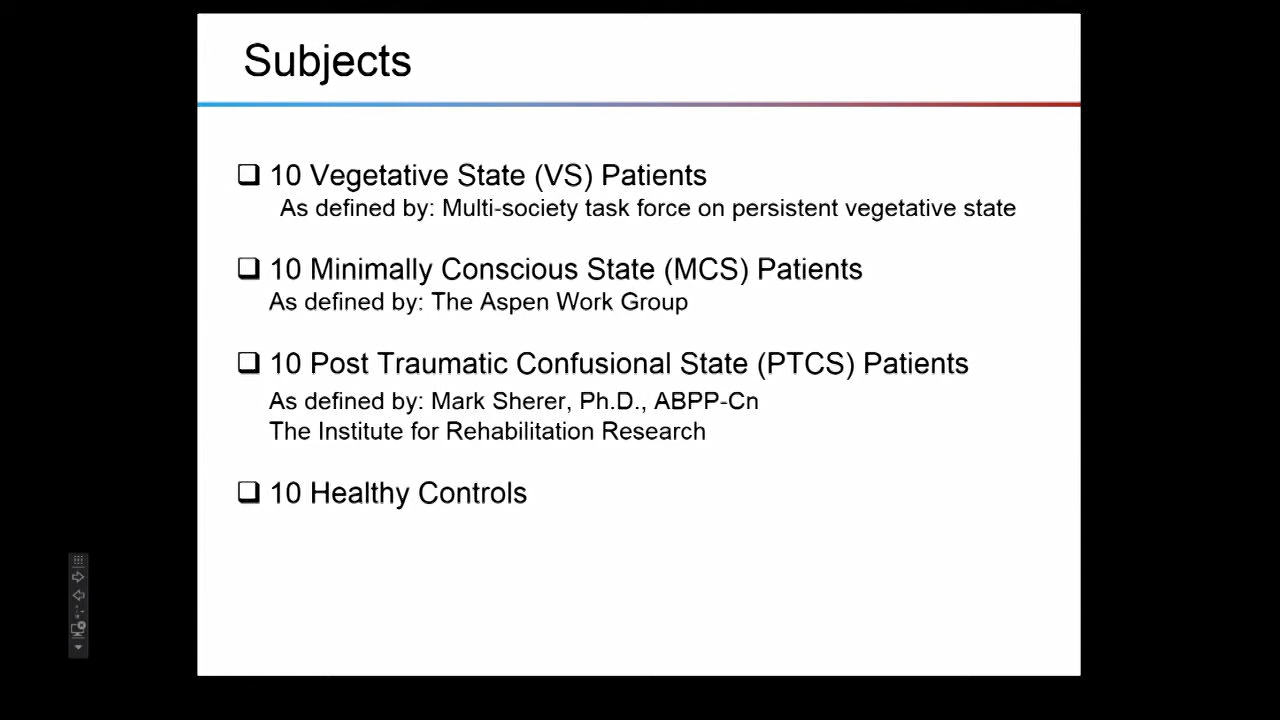 Subjects
10 Vegetative State (VS) Patients
As defined by: Multi-society task force on persistent vegetative state
10 Minimally Conscious State (MCS) Patients
As defined by: The Aspen Work Group
10 Post Traumatic Confusional State (PTCS) Patients
As defined by: Mark Sherer, Ph.D., ABPP-Cn
The Institute for Rehabilitation Research
10 Healthy Controls